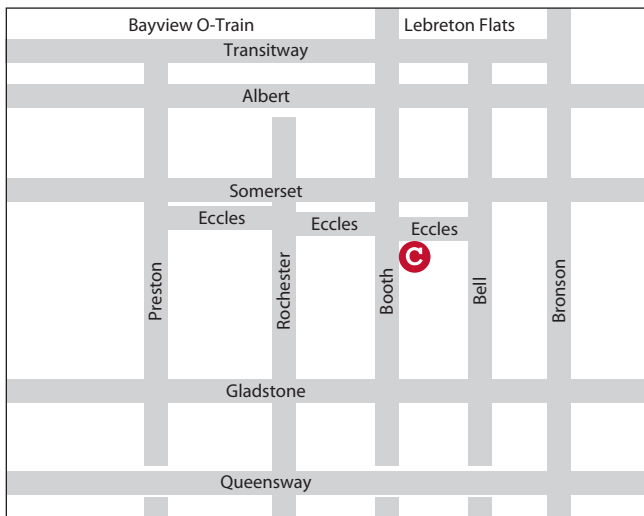 Bayview O-Train
Lebreton Flats
Transitway
Albert
Somerset
Eccles
Eccles
Eccles
C
Preston
Rochester
Booth
Bell
Bronson
Gladstone
Queensway